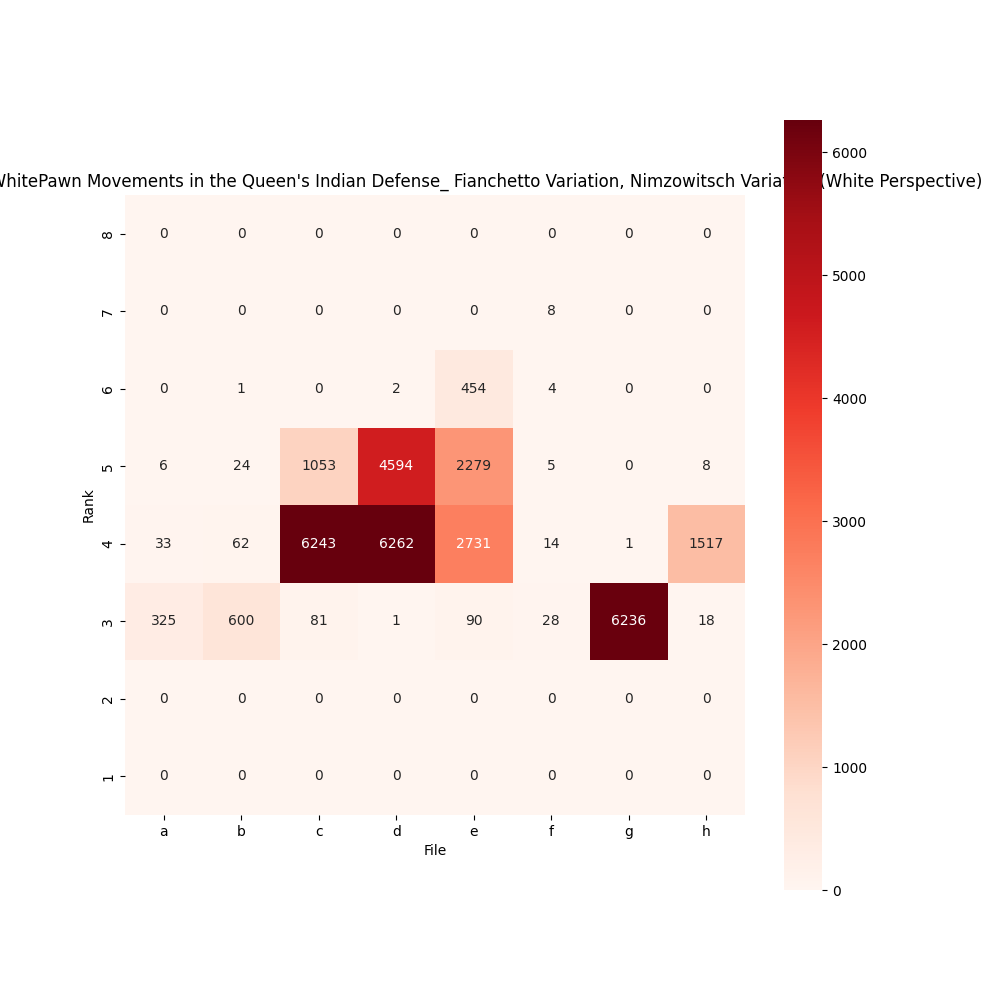 WhitePawn Movements in the Queen's Indian Defense_ Fianchetto Variation, Nimzowitsch Variation (White Perspective)
6000
8 0 0 0 0 0 0 0 0
5000
7 0 0 0 0 0 8 0 0
6 0 1 0 2 454 4 0 0
4000
5 6 24 1053 4594 2279 5 0 8
Rank
3000
4 33 62 6243 6262 2731 14 1 1517
3 325 600 81 1 90 28 6236 18
2000
2 0 0 0 0 0 0 0 0
1000
1 0 0 0 0 0 0 0 0
a b c d e f g h
File
0